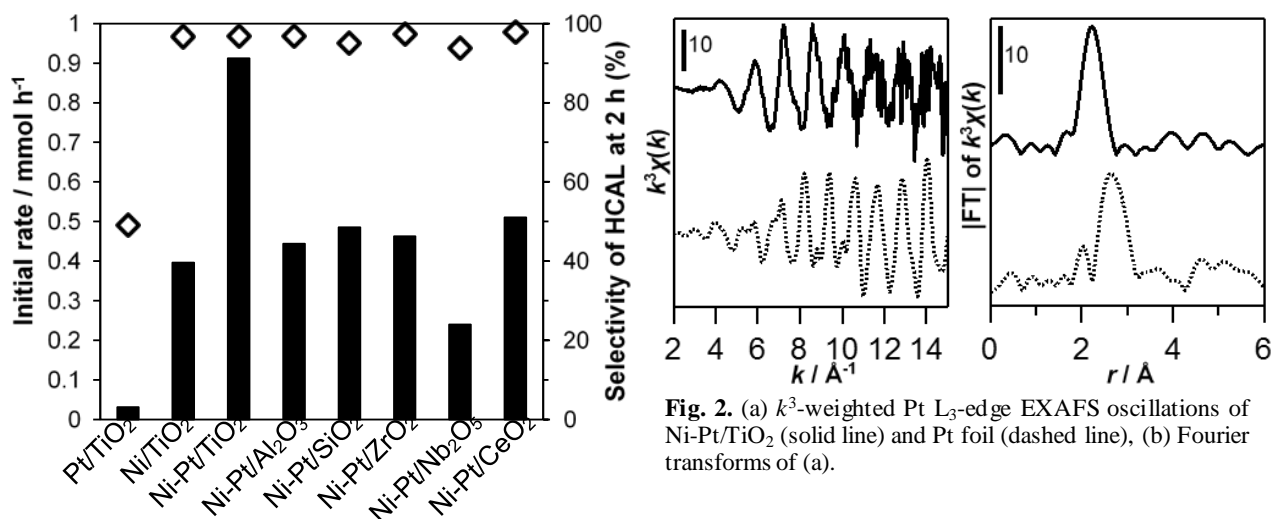 Initial rate / mmol h⁻¹
1
0.9
0.8
0.7
0.6
0.5
0.4
0.3
0.2
0.1
0
100
80
60
40
20
0
Selectivity of HCAL at 2 h (%)
Pt/TiO₂
Ni/TiO₂
Ni-Pt/TiO₂
Ni-Pt/Al₂O₃
Ni-Pt/SiO₂
Ni-Pt/ZrO₂
Ni-Pt/Nb₂O₅
Ni-Pt/CeO₂
k³χ(k)
10
2 4 6 8 10 12 14
k / Å⁻¹
|FT| of k³χ(k)
10
0 2 4 6
r / Å
Fig. 2. (a) k³-weighted Pt L₃-edge EXAFS oscillations of
Ni-Pt/TiO₂ (solid line) and Pt foil (dashed line), (b) Fourier
transforms of (a).